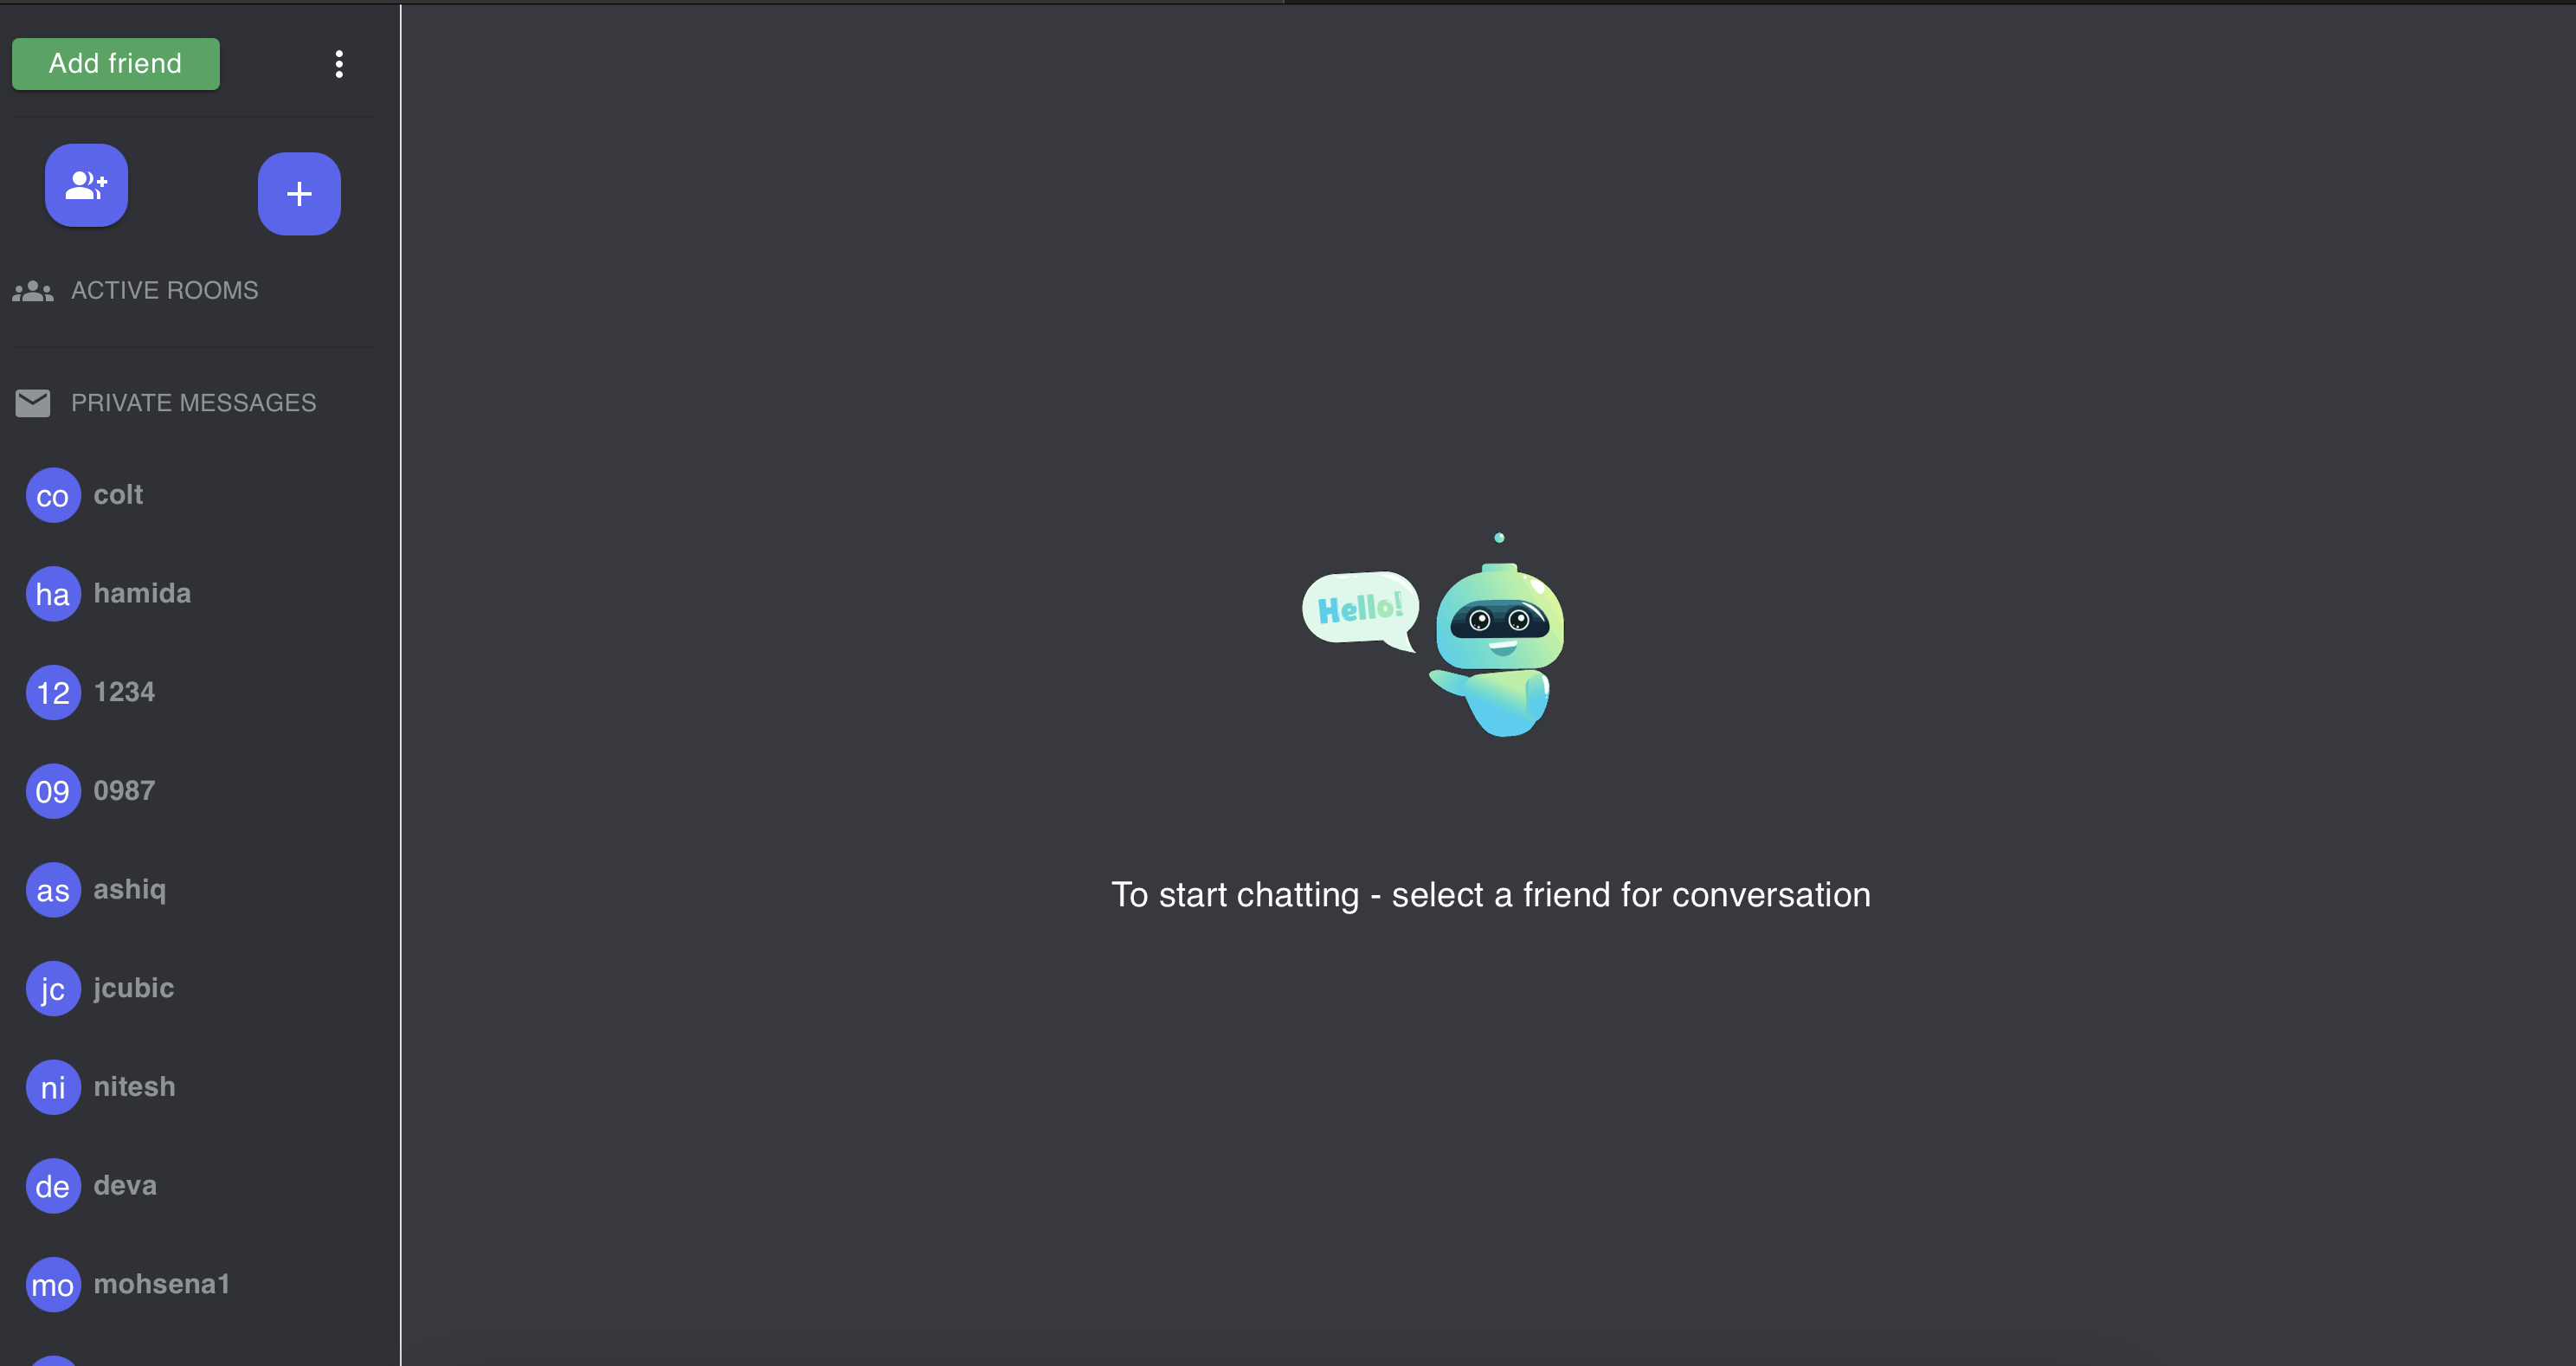 Add friend
ACTIVE ROOMS
PRIVATE MESSAGES
co colt
ha hamida
12 1234
09 0987
as ashiq
jc jcubic
ni nitesh
de deva
mo mohsena1
Hello!
To start chatting - select a friend for conversation